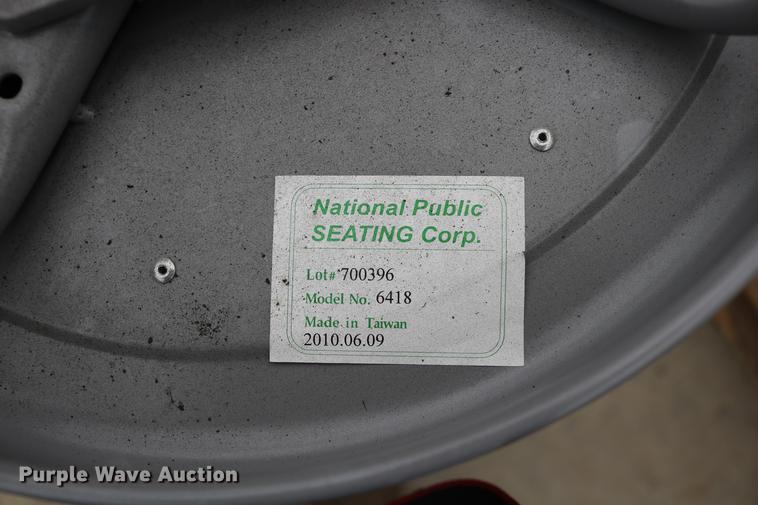 National Public
SEATING Corp.
Lot# 700396
Model No. 6418
Made in Taiwan
2010.06.09
Purple Wave Auction